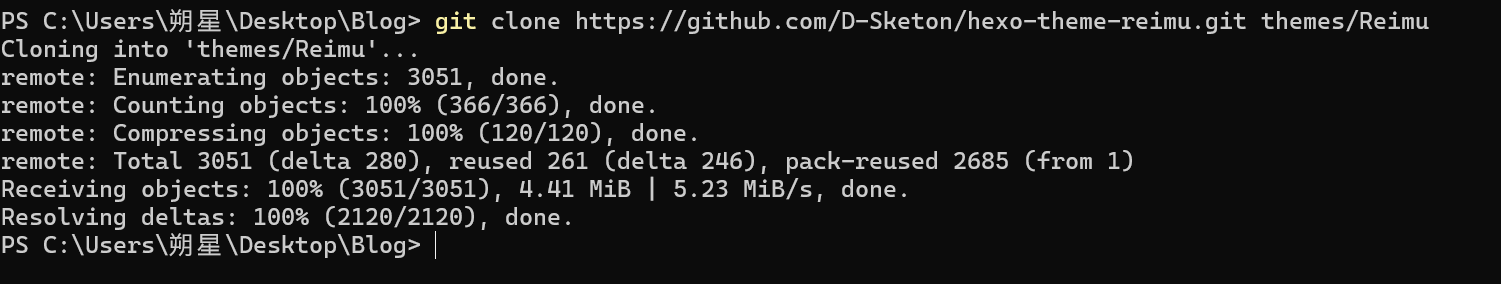 PS C:\Users\朔星\Desktop\Blog> git clone https://github.com/D-Sketon/hexo-theme-reimu.git themes/Reimu
Cloning into 'themes/Reimu'...
remote: Enumerating objects: 3051, done.
remote: Counting objects: 100% (366/366), done.
remote: Compressing objects: 100% (120/120), done.
remote: Total 3051 (delta 280), reused 261 (delta 246), pack-reused 2685 (from 1)
Receiving objects: 100% (3051/3051), 4.41 MiB | 5.23 MiB/s, done.
Resolving deltas: 100% (2120/2120), done.
PS C:\Users\朔星\Desktop\Blog>